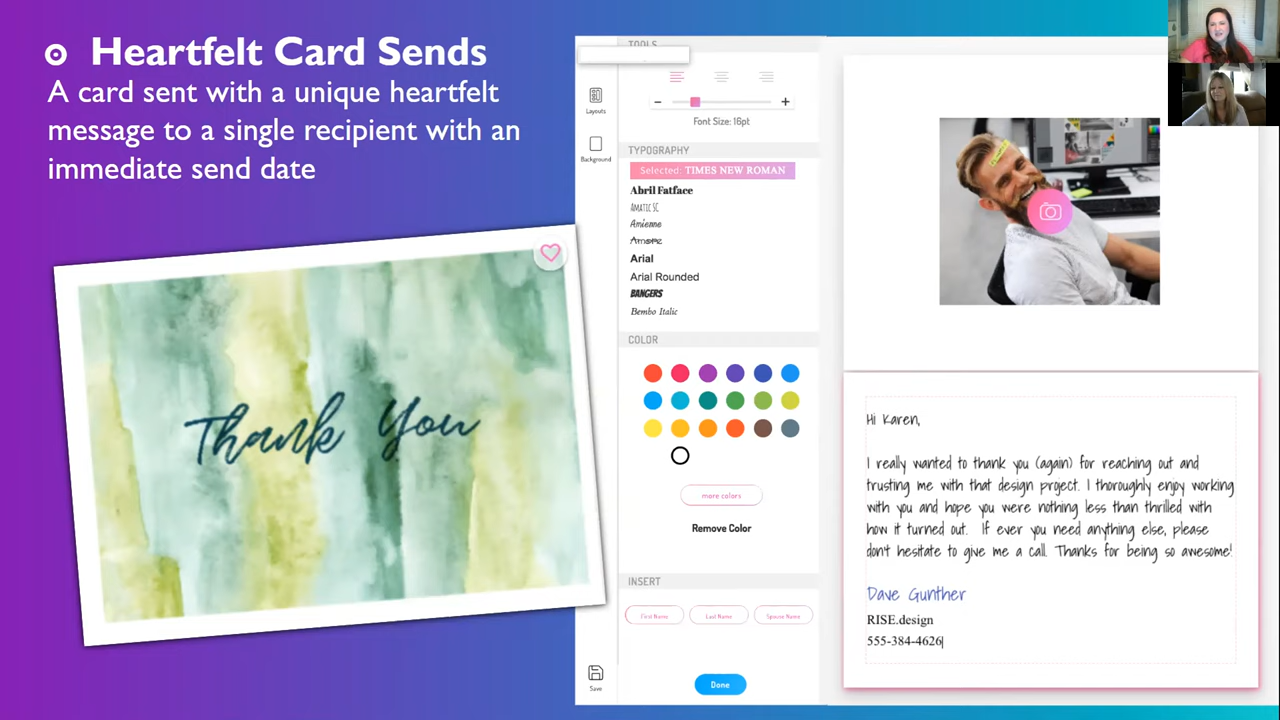 Heartfelt Card Sends
A card sent with a unique heartfelt
message to a single recipient with an
immediate send date
Thank You
TOOLS
Layouts
Background
Font Size: 16pt
TYPOGRAPHY
Selected: TIMES NEW ROMAN
Abril Fatface
Amatic SC
Amienne
Amore
Arial
Arial Rounded
BANGERS
Bembo Italic
COLOR
more colors
Remove Color
INSERT
First Name
Last Name
Spouse Name
Save
Done
Hi Karen,
I really wanted to thank you (again) for reaching out and
trusting me with that design project. I thoroughly enjoy working
with you and hope you were nothing less than thrilled with
how it turned out. If ever you need anything else, please
don't hesitate to give me a call. Thanks for being so awesome!
Dave Gunther
RISE.design
555-384-4626